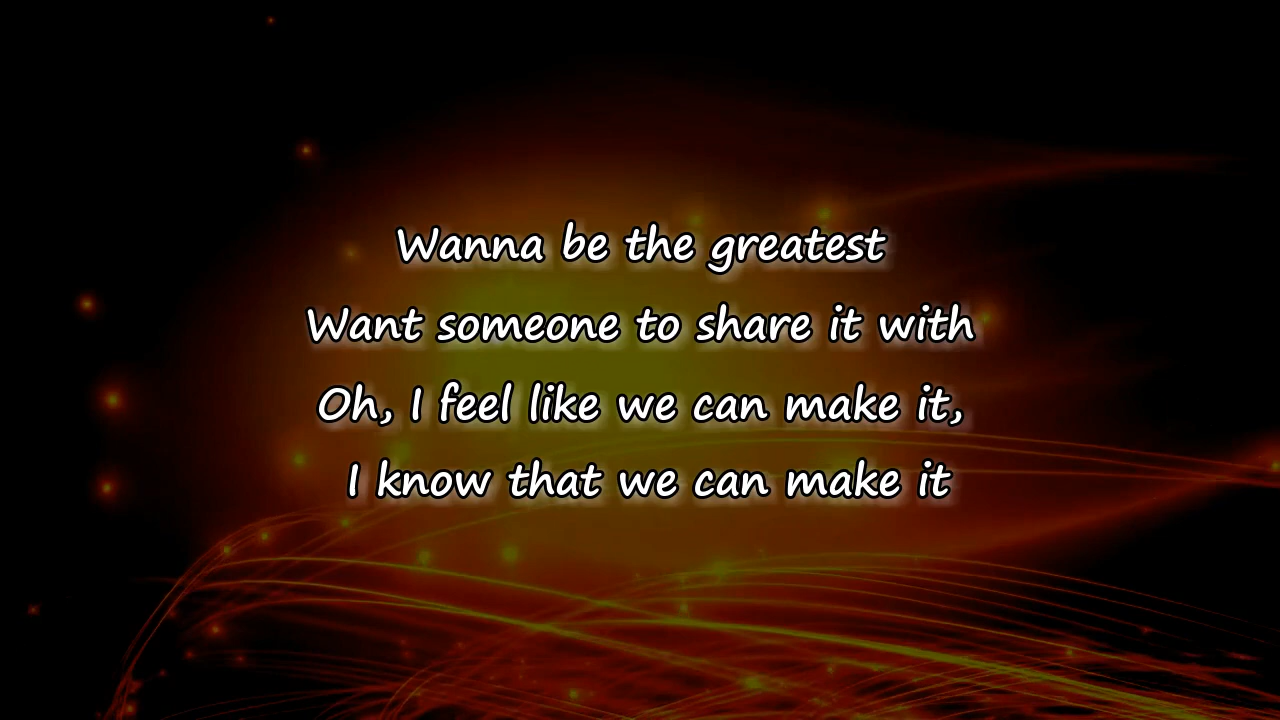 Wanna be the greatest
Want someone to share it with
Oh, I feel like we can make it,
I know that we can make it